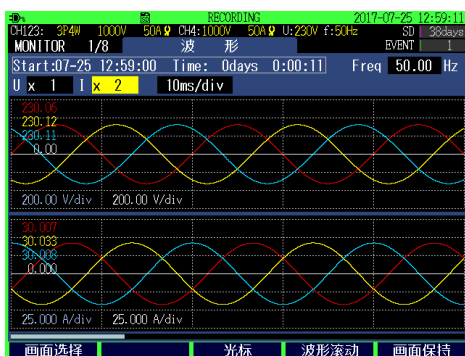 RECORDING 2017-07-25 12:59:11
CH123: 3P4W 1000V 50A CH4:1000V 50A U:230V f:50Hz SD 38days
MONITOR 1/8 波 形 EVENT 1
Start:07-25 12:59:00 Time: 0days 0:00:11 Freq 50.00 Hz
U x 1 I x 2 10ms/div
230.06
230.12
230.11
0.00
200.00 V/div 200.00 V/div
30.007
30.033
30.008
0.000
25.000 A/div 25.000 A/div
画面选择 光标 波形滚动 画面保持